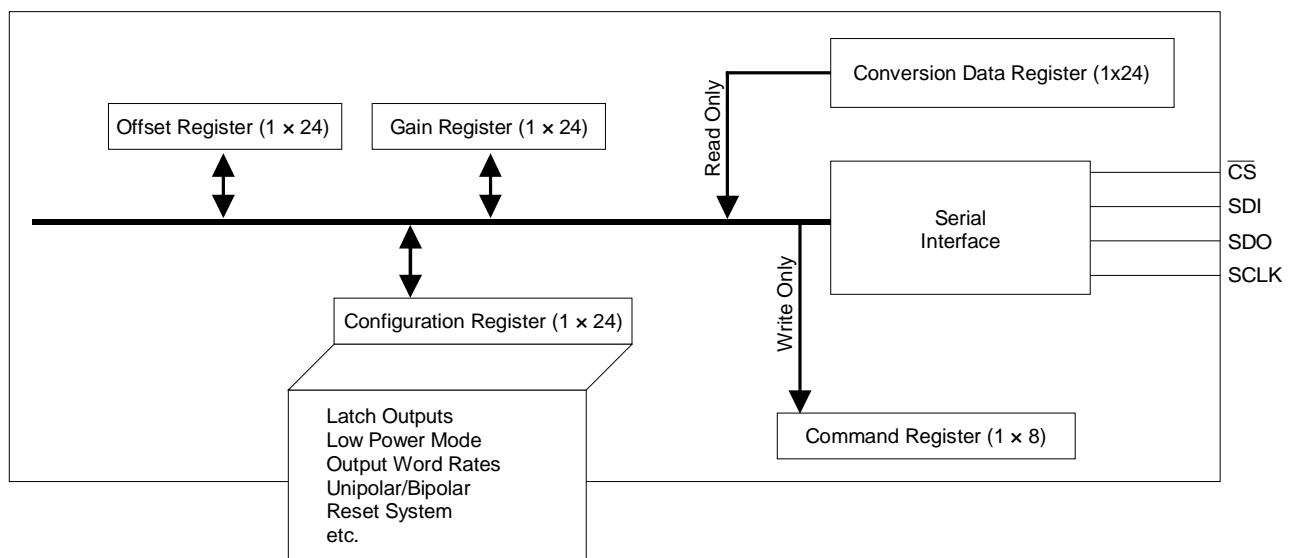 Conversion Data Register (1x24)
Offset Register (1 × 24)
Gain Register (1 × 24)
Read Only
Serial
Interface
C̅S̅
SDI
SDO
SCLK
Write Only
Configuration Register (1 × 24)
Latch Outputs
Low Power Mode
Output Word Rates
Unipolar/Bipolar
Reset System
etc.
Command Register (1 × 8)